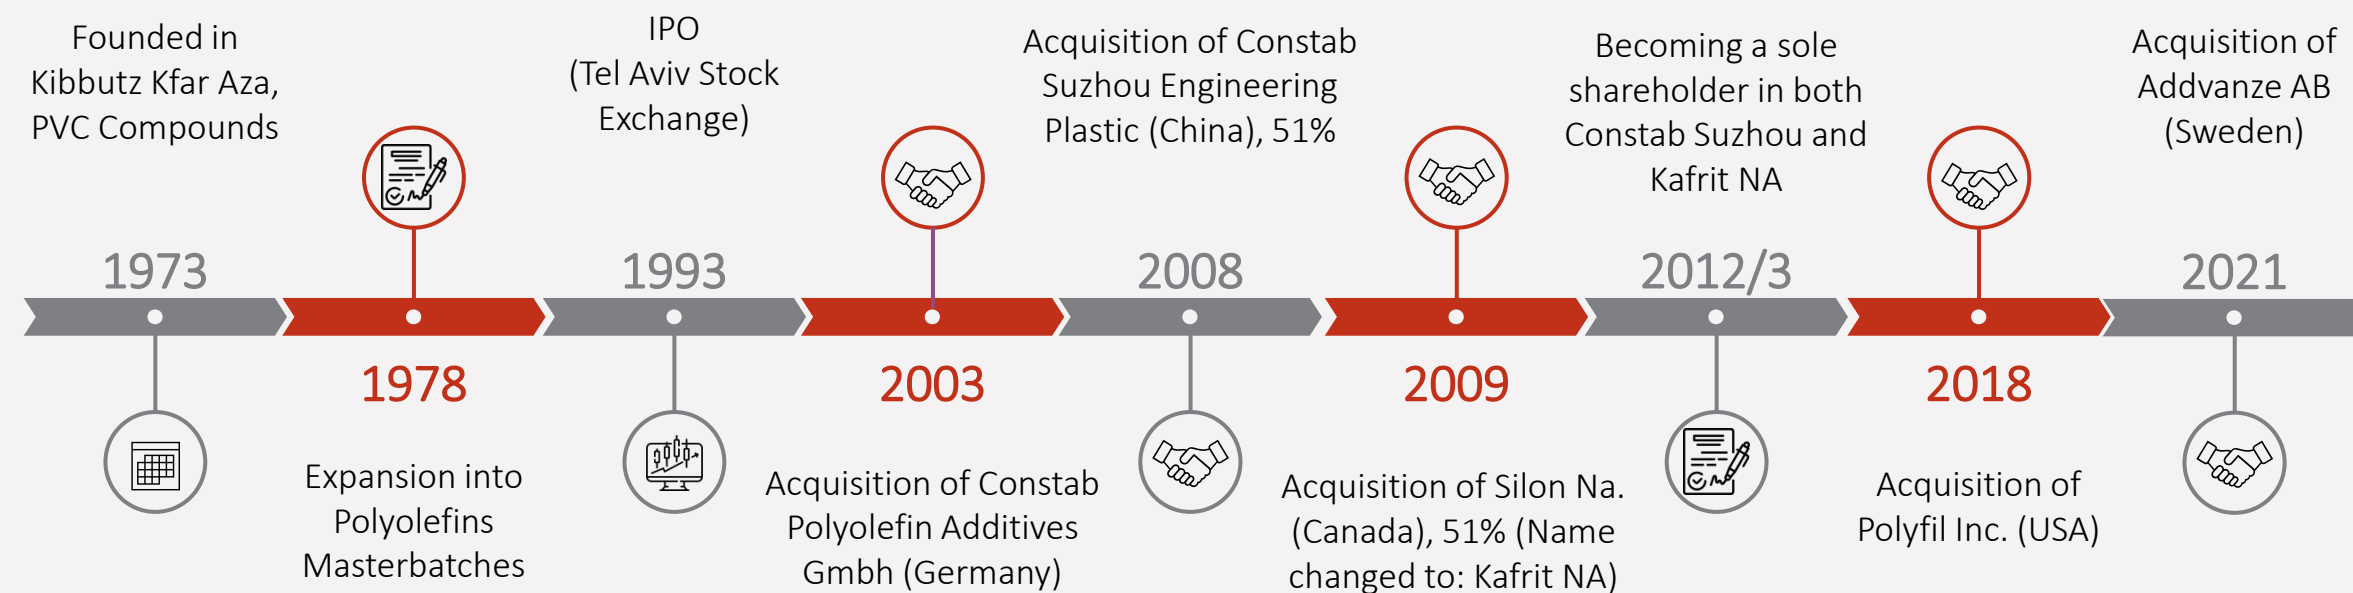 Founded in
Kibbutz Kfar Aza,
PVC Compounds
1973
1978
Expansion into
Polyolefins
Masterbatches
IPO
(Tel Aviv Stock
Exchange)
1993
2003
Acquisition of Constab
Polyolefin Additives
Gmbh (Germany)
Acquisition of Constab
Suzhou Engineering
Plastic (China), 51%
2008
2009
Acquisition of Silon Na.
(Canada), 51% (Name
changed to: Kafrit NA)
Becoming a sole
shareholder in both
Constab Suzhou and
Kafrit NA
2012/3
2018
Acquisition of
Polyfil Inc. (USA)
Acquisition of
Addvanze AB
(Sweden)
2021